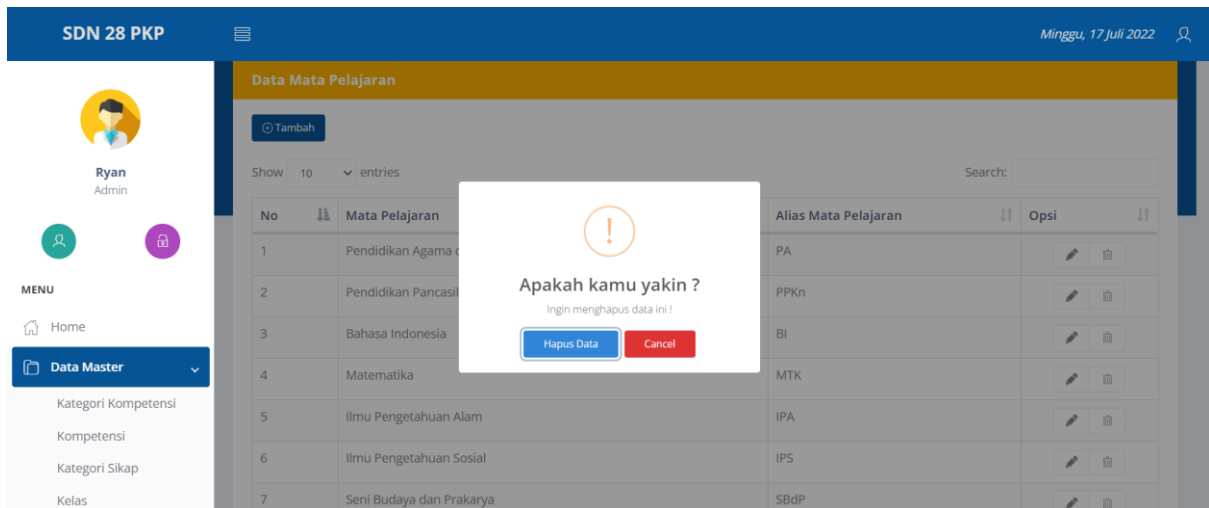 SDN 28 PKP
Minggu, 17 Juli 2022
Data Mata Pelajaran
Tambah
Ryan
Admin
Show 10 entries
Search:
No Mata Pelajaran Alias Mata Pelajaran Opsi
1 Pendidikan Agama PA
2 Pendidikan PPKn
3 Bahasa Indonesia BI
4 Matematika MTK
5 Ilmu Pengetahuan Alam IPA
6 Ilmu Pengetahuan Sosial IPS
7 Seni Budaya dan Prakarya SBdP
!
Apakah kamu yakin ?
Ingin menghapus data ini !
Hapus Data Cancel
MENU
Home
Data Master
Kategori Kompetensi
Kompetensi
Kategori Sikap
Kelas